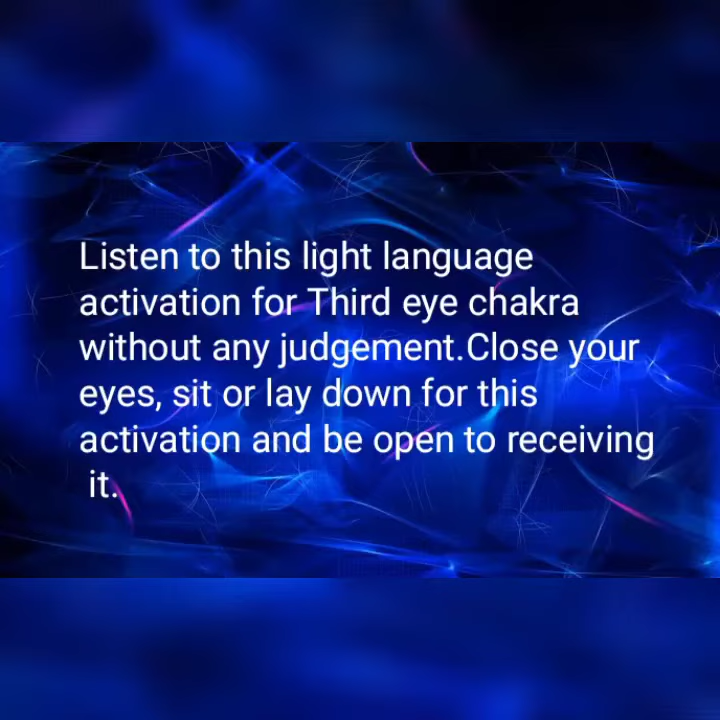 Listen to this light language
activation for Third eye chakra
without any judgement.Close your
eyes, sit or lay down for this
activation and be open to receiving
it.